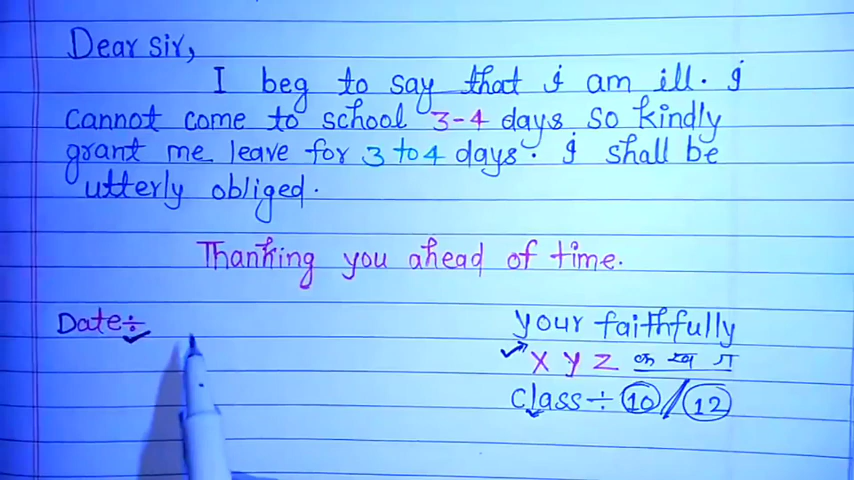 Dear sir,
I beg to say that I am ill. I
cannot come to school 3-4 days so kindly
grant me leave for 3 to 4 days. I shall be
utterly obliged.
Thanking you ahead of time.
Date÷
your faithfully
X Y Z क ख ग
Class÷ 10/12